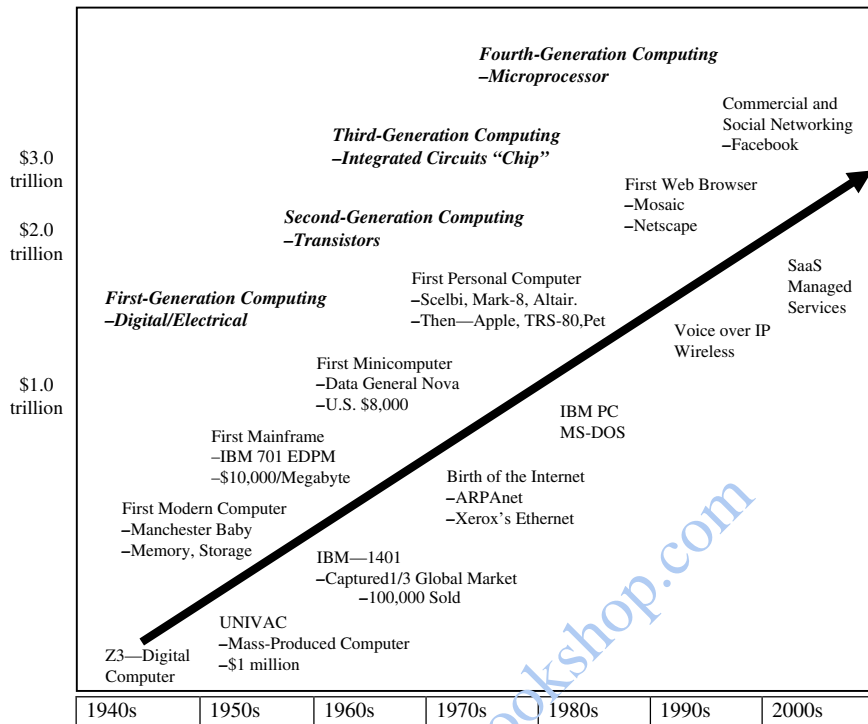 Fourth-Generation Computing
–Microprocessor
Commercial and
Social Networking
–Facebook
Third-Generation Computing
–Integrated Circuits “Chip”
$3.0
trillion
First Web Browser
–Mosaic
–Netscape
Second-Generation Computing
–Transistors
$2.0
trillion
SaaS
Managed
Services
First Personal Computer
–Scelbi, Mark-8, Altair.
–Then—Apple, TRS-80,Pet
First-Generation Computing
–Digital/Electrical
Voice over IP
Wireless
First Minicomputer
–Data General Nova
–U.S. $8,000
$1.0
trillion
IBM PC
MS-DOS
First Mainframe
–IBM 701 EDPM
–$10,000/Megabyte
Birth of the Internet
–ARPAnet
–Xerox’s Ethernet
First Modern Computer
–Manchester Baby
–Memory, Storage
IBM—1401
–Captured1/3 Global Market
–100,000 Sold
UNIVAC
–Mass-Produced Computer
–$1 million
Z3—Digital
Computer
ookshop.com
1940s 1950s 1960s 1970s 1980s 1990s 2000s